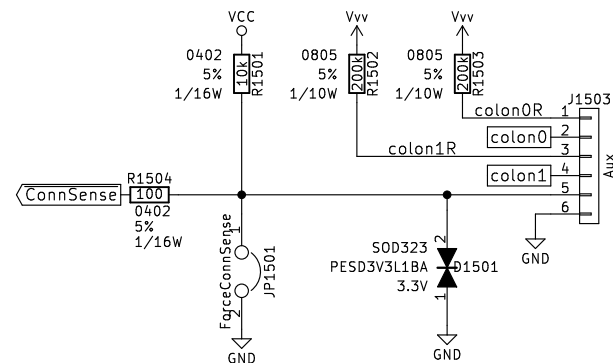 VCC
Vvv
Vvv
0402
5%
1/16W
10k
R1501
0805
5%
1/10W
200k
R1502
0805
5%
1/10W
200k
R1503
J1503
colon0R
1
colon0
2
colon1R
3
colon1
4
5
6
Aux
ConnSense
R1504
100
0402
5%
1/16W
ForceConnSense
1
2
JP1501
GND
SOD323
PESD3V3L1BA
3.3V
D1501
2
1
GND
GND